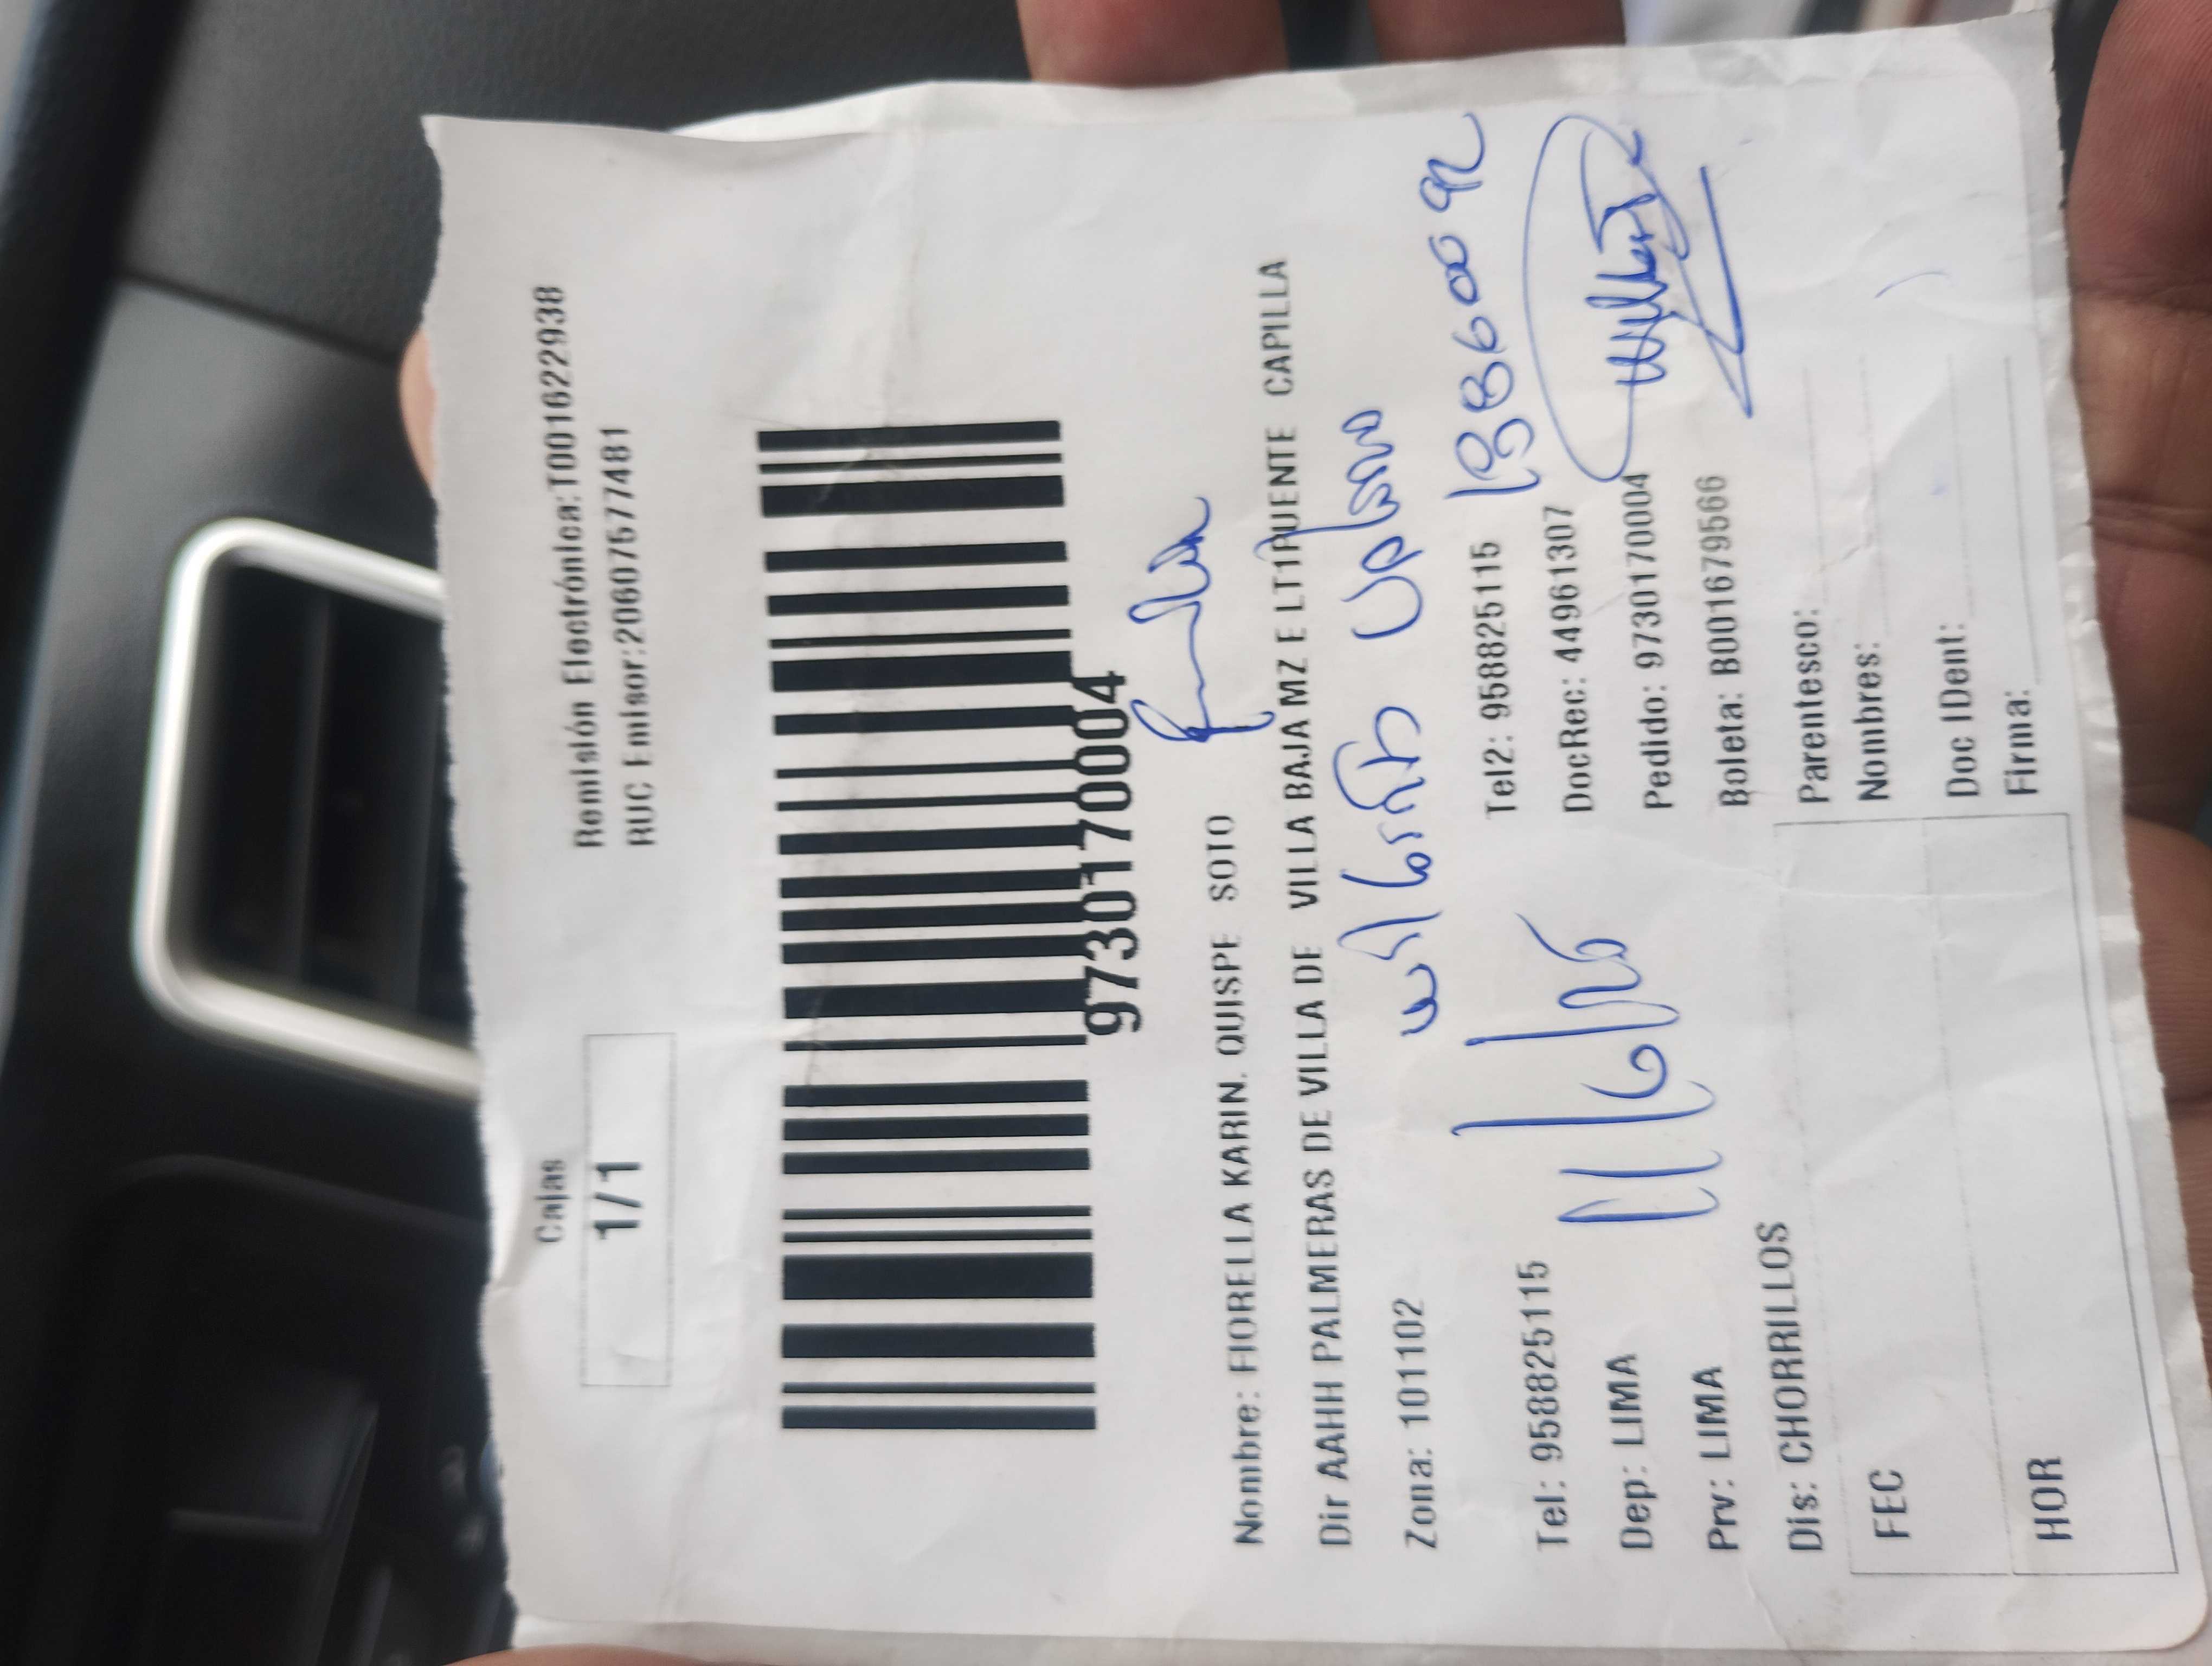 Cajas
1/1
Remisión Electrónica:T001622938
RUC Emisor:20607577481
9730170004
Nombre: FIORELLA KARIN. QUISPE SOTO
Dir AAHH PALMERAS DE VILLA DE VILLA BAJA MZ E LT1PUENTE CAPILLA
Zona: 101102
Tel: 958825115
Tel2: 958825115
Dep: LIMA
DocRec: 44961307
Prv: LIMA
Pedido: 9730170004
Dis: CHORRILLOS
Boleta: B001679566
FEC
HOR
Parentesco:
Nombres:
Doc IDent:
Firma: